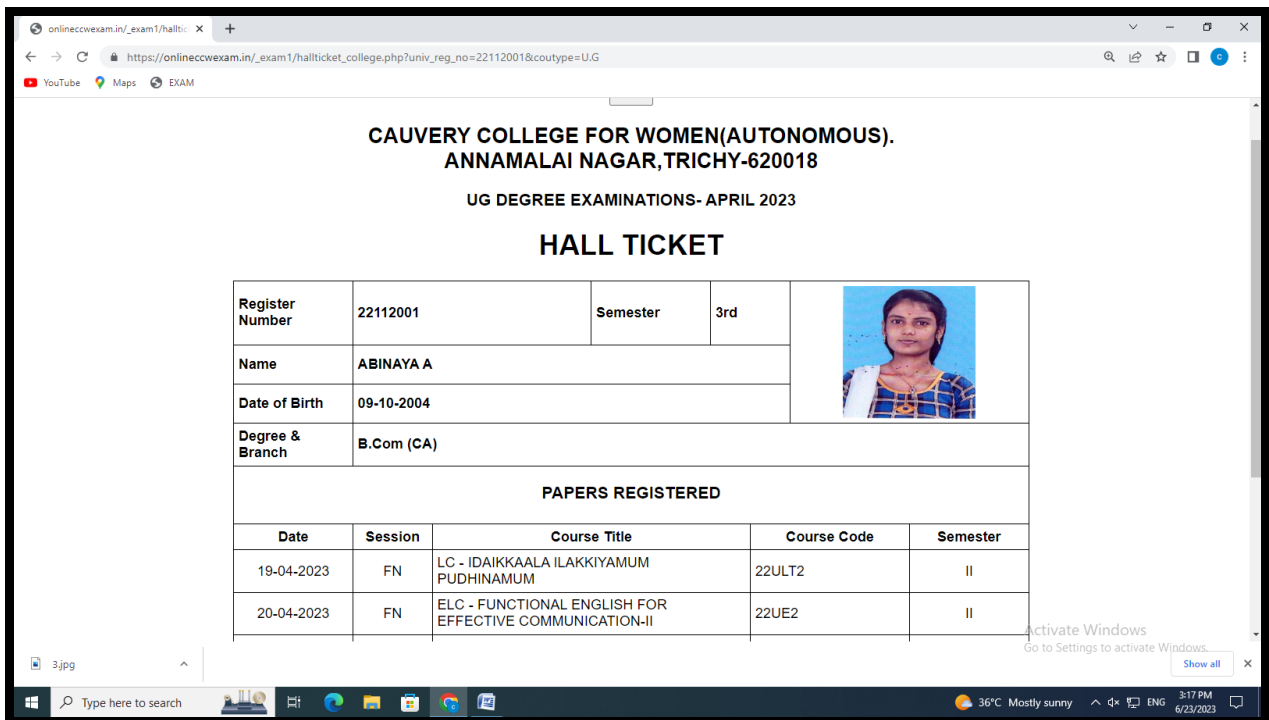 onlineccwexam.in/_exam1/halltic
https://onlineccwexam.in/_exam1/hallticket_college.php?univ_reg_no=22112001&coutype=U.G
C
YouTube Maps EXAM
CAUVERY COLLEGE FOR WOMEN(AUTONOMOUS).
ANNAMALAI NAGAR,TRICHY-620018
UG DEGREE EXAMINATIONS- APRIL 2023
HALL TICKET
Register Number 22112001 Semester 3rd
Name ABINAYA A
Date of Birth 09-10-2004
Degree & Branch B.Com (CA)
PAPERS REGISTERED
Date Session Course Title Course Code Semester
19-04-2023 FN LC - IDAIKKAALA ILAKKIYAMUM PUDHINAMUM 22ULT2 II
20-04-2023 FN ELC - FUNCTIONAL ENGLISH FOR EFFECTIVE COMMUNICATION-II 22UE2 II
Activate Windows
Go to Settings to activate Windows.
3.jpg Show all
Type here to search 36°C Mostly sunny ENG 3:17 PM
6/23/2023